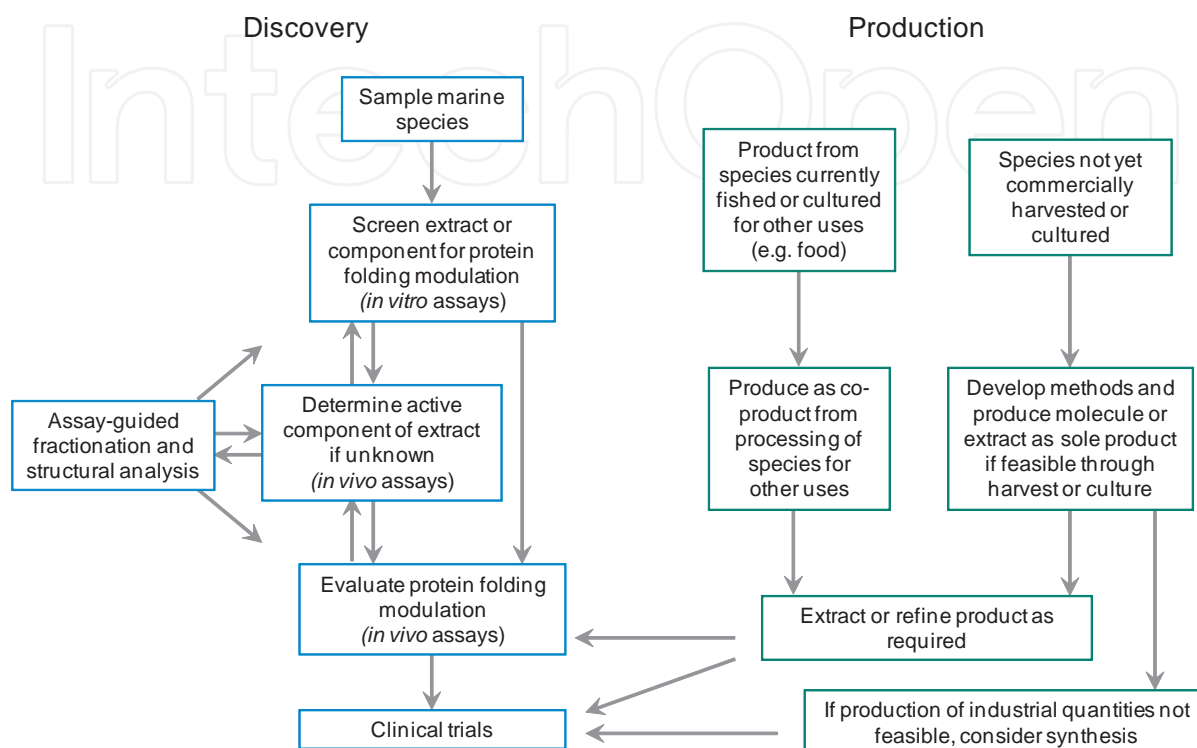 IntechOpen
Discovery
Production
Sample marine
species
Screen extract or
component for protein
folding modulation
(in vitro assays)
Assay-guided
fractionation and
structural analysis
Determine active
component of extract
if unknown
(in vivo assays)
Evaluate protein folding
modulation
(in vivo assays)
Clinical trials
Product from
species currently
fished or cultured
for other uses
(e.g. food)
Species not yet
commercially
harvested or
cultured
Produce as co-
product from
processing of
species for
other uses
Develop methods and
produce molecule or
extract as sole product
if feasible through
harvest or culture
Extract or refine product as
required
If production of industrial quantities not
feasible, consider synthesis